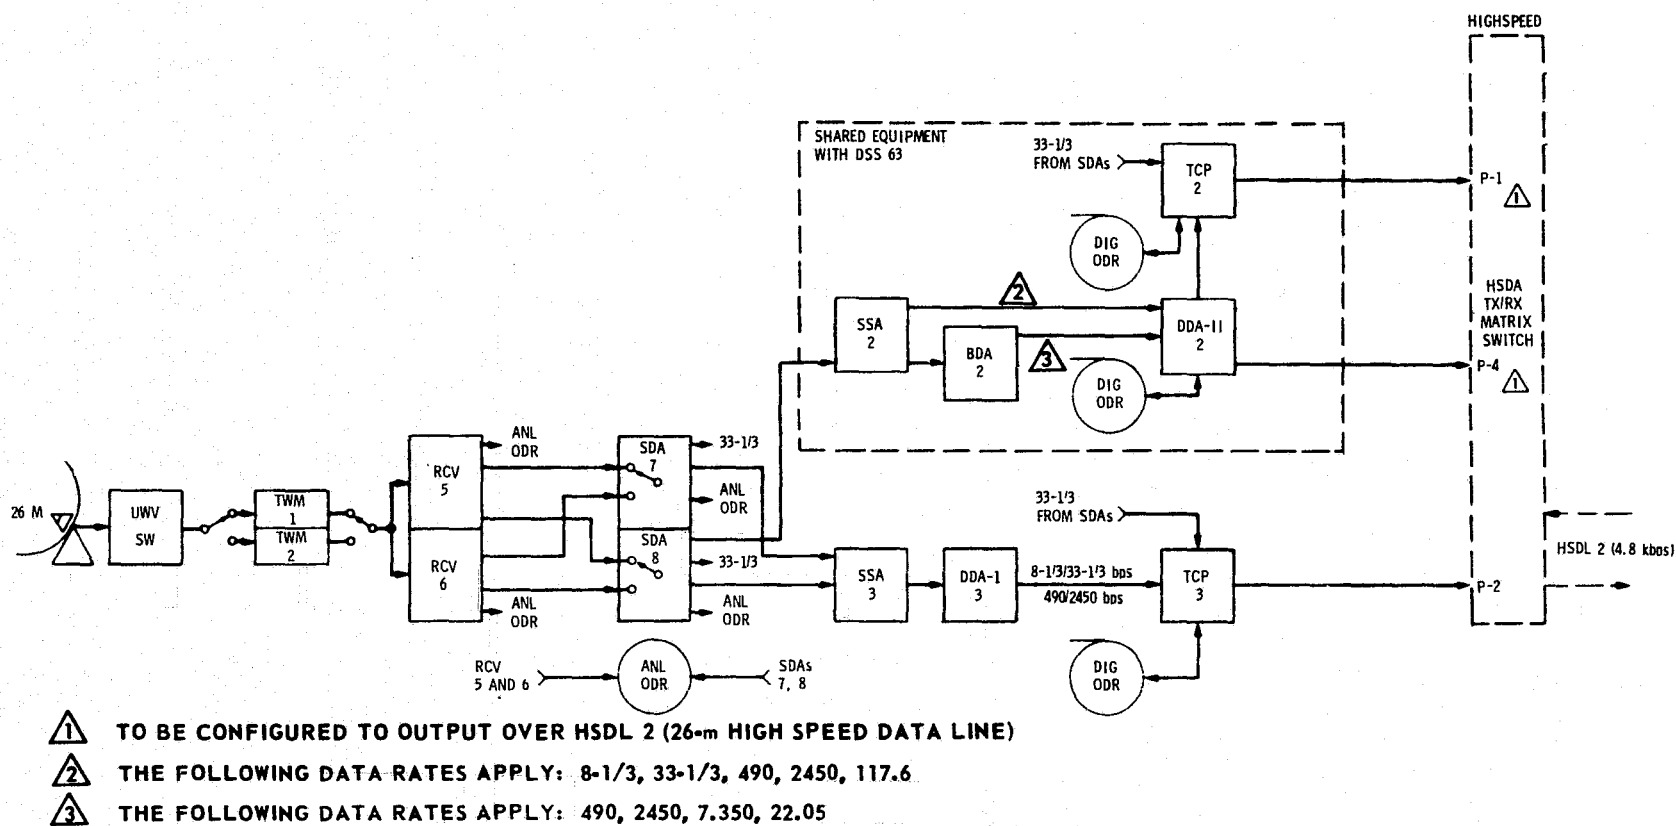 HIGHSPEED
SHARED EQUIPMENT
WITH DSS 63
33-1/3
FROM SDAs
TCP
2
P-1
1
DIG
ODR
2
SSA
2
BDA
2
3
DDA-II
2
DIG
ODR
HSDA
TX/RX
MATRIX
SWITCH
P-4
1
26 M
UWV
SW
TWM
1
TWM
2
RCV
5
RCV
6
ANL
ODR
ANL
ODR
SDA
7
SDA
8
33-1/3
ANL
ODR
33-1/3
ANL
ODR
SSA
3
DDA-I
3
8-1/3/33-1/3 bps
490/2450 bps
33-1/3
FROM SDAs
TCP
3
P-2
HSDL 2 (4.8 kbps)
DIG
ODR
RCV
5 AND 6
ANL
ODR
SDAs
7, 8
1 TO BE CONFIGURED TO OUTPUT OVER HSDL 2 (26-m HIGH SPEED DATA LINE)
2 THE FOLLOWING DATA RATES APPLY: 8-1/3, 33-1/3, 490, 2450, 117.6
3 THE FOLLOWING DATA RATES APPLY: 490, 2450, 7.350, 22.05